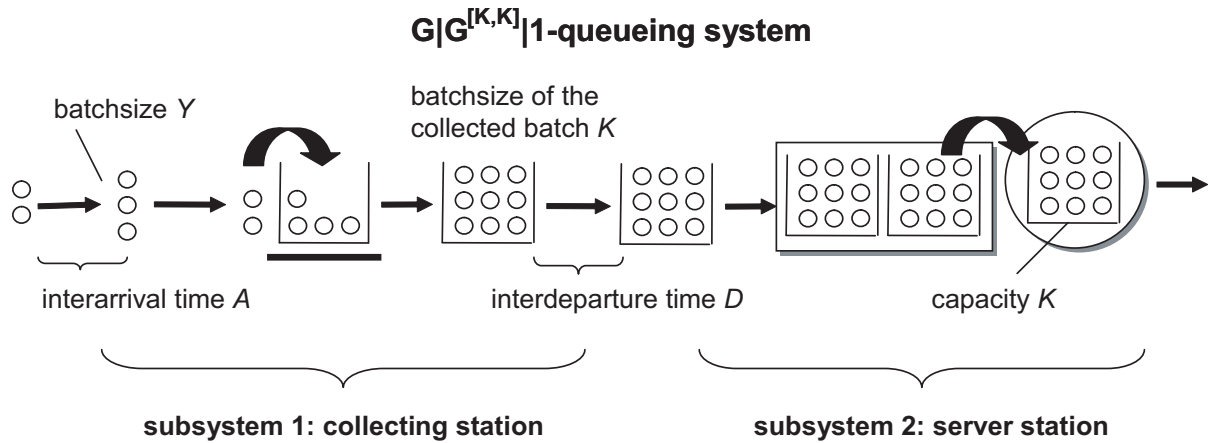 G|G[K,K]|1-queueing system
batchsize Y
batchsize of the
collected batch K
interarrival time A
interdeparture time D
capacity K
subsystem 1: collecting station
subsystem 2: server station